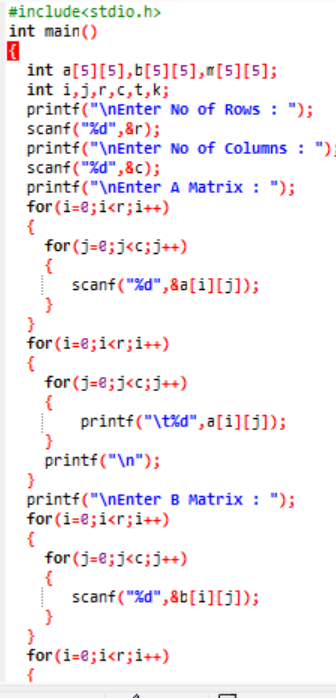 #include<stdio.h>
int main()
{
int a[5][5],b[5][5],m[5][5];
int i,j,r,c,t,k;
printf("\nEnter No of Rows : ");
scanf("%d",&r);
printf("\nEnter No of Columns : ");
scanf("%d",&c);
printf("\nEnter A Matrix : ");
for(i=0;i<r;i++)
{
for(j=0;j<c;j++)
{
scanf("%d",&a[i][j]);
}
}
for(i=0;i<r;i++)
{
for(j=0;j<c;j++)
{
printf("\t%d",a[i][j]);
}
printf("\n");
}
printf("\nEnter B Matrix : ");
for(i=0;i<r;i++)
{
for(j=0;j<c;j++)
{
scanf("%d",&b[i][j]);
}
}
for(i=0;i<r;i++)
{